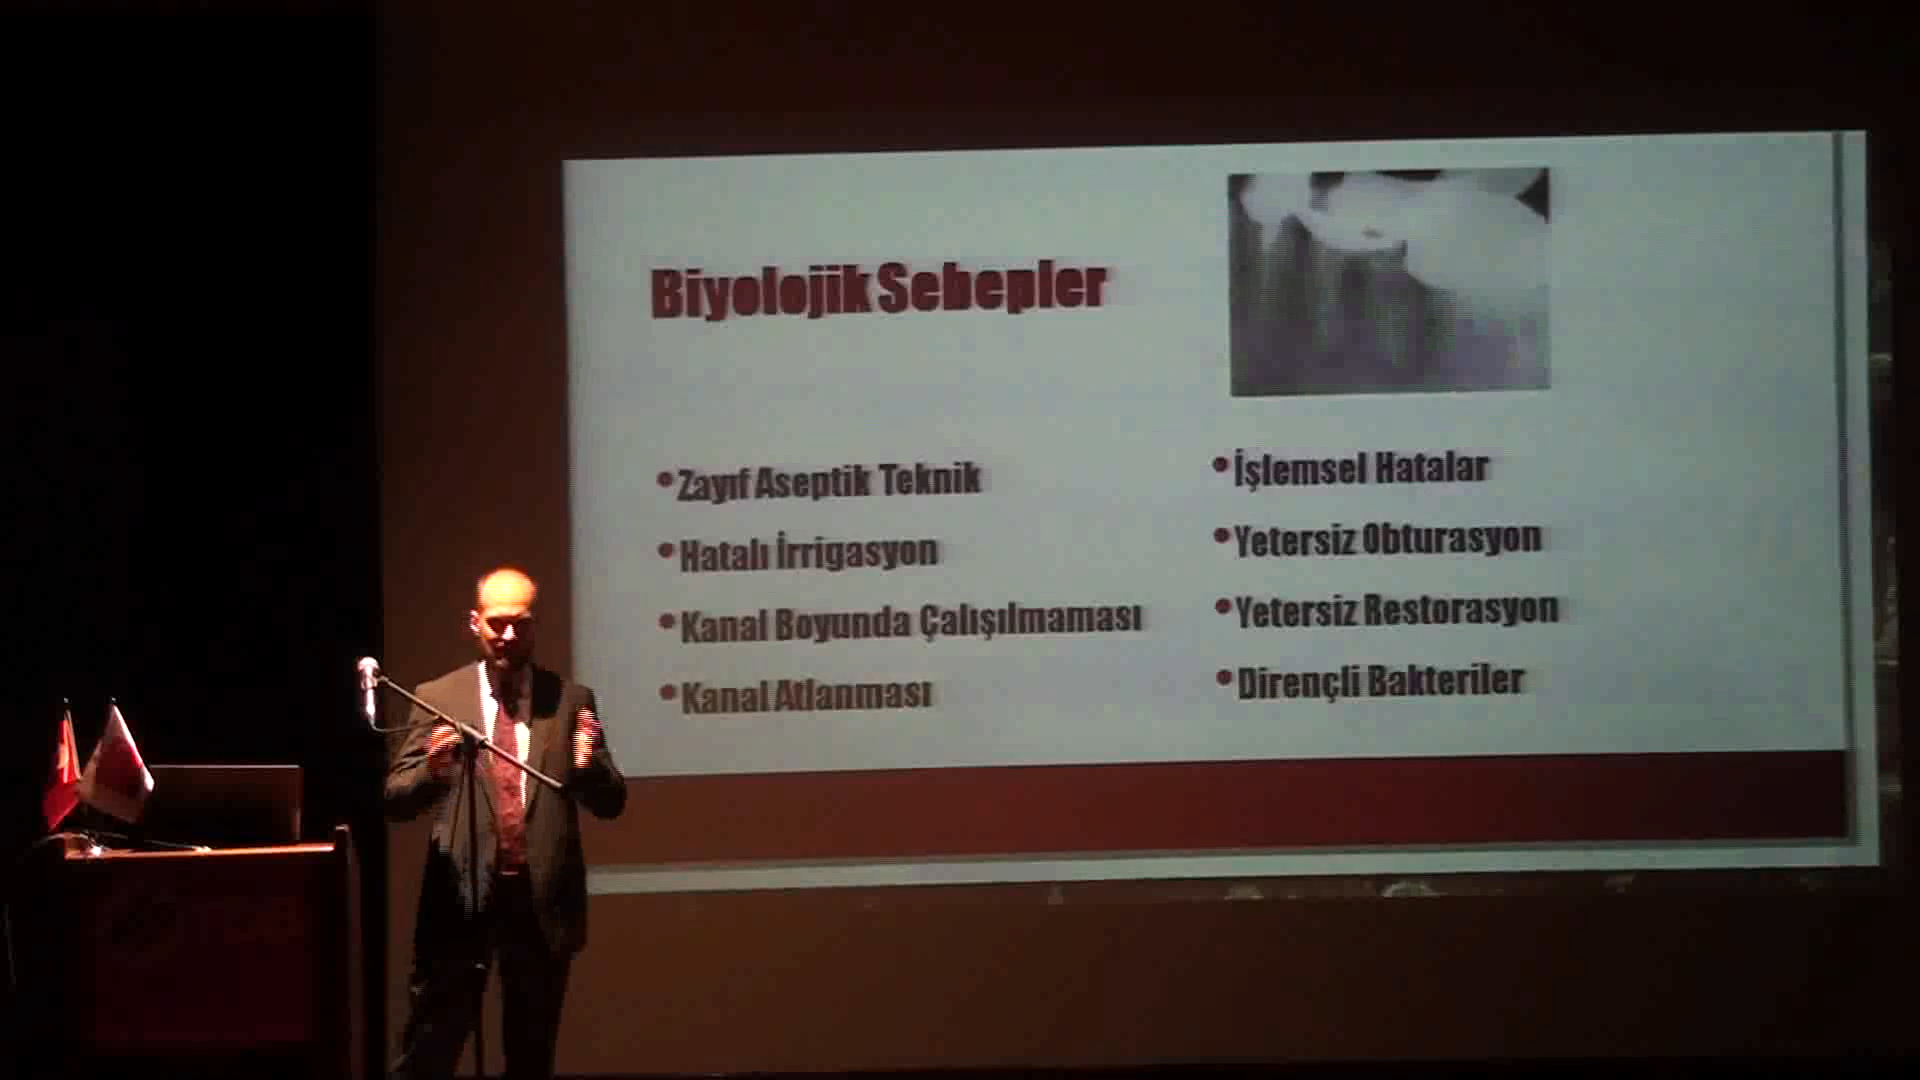 Biyolojik Sebepler
•Zayıf Aseptik Teknik
•Hatalı İrrigasyon
•Kanal Boyunda Çalışılmaması
•Kanal Atlanması
•İşlemsel Hatalar
•Yetersiz Obturasyon
•Yetersiz Restorasyon
•Dirençli Bakteriler